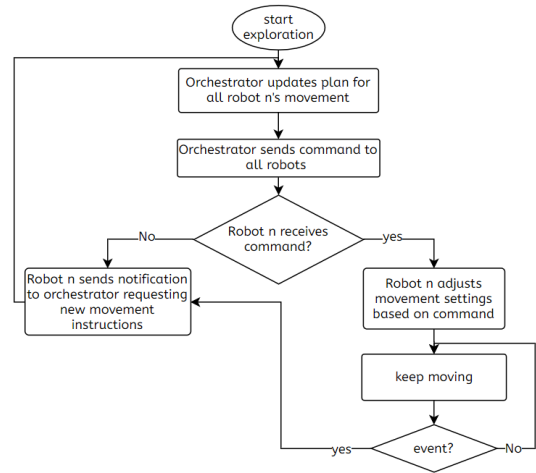 start
exploration
Orchestrator updates plan for
all robot n's movement
Orchestrator sends command to
all robots
Robot n receives
command?
No
yes
Robot n sends notification
to orchestrator requesting
new movement
instructions
Robot n adjusts
movement settings
based on command
keep moving
event?
yes
No